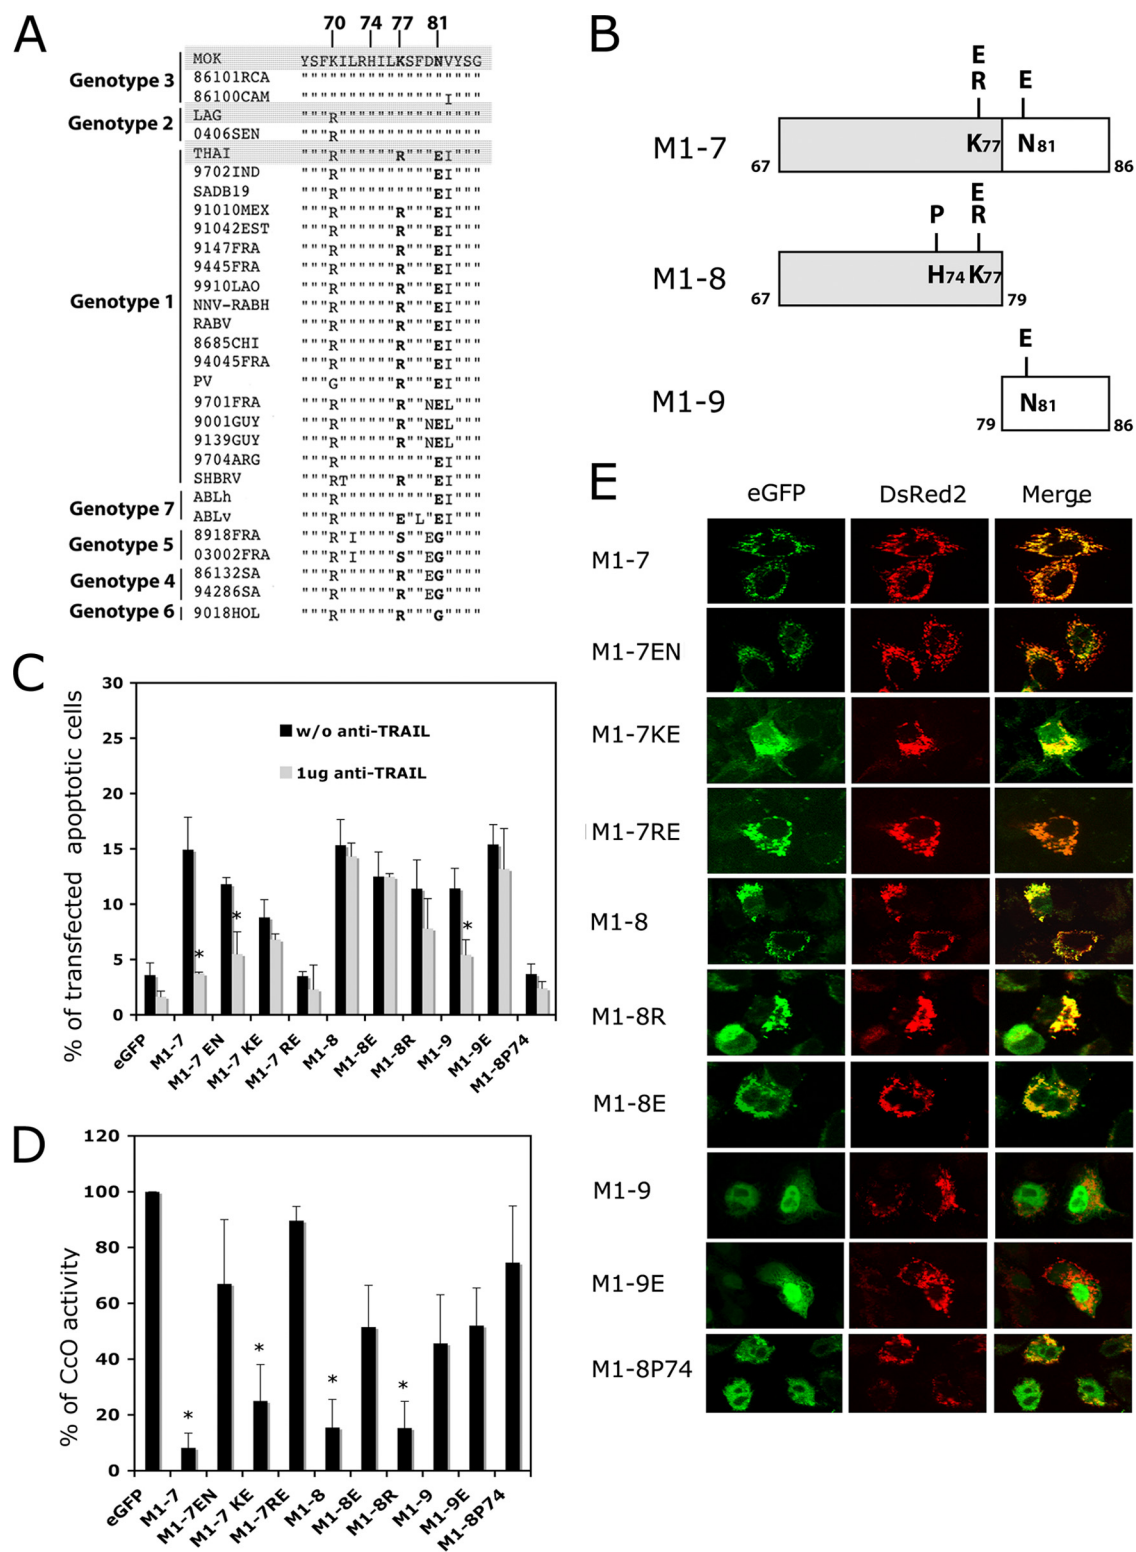 A
70 74 77 81
MOK YSFKILRHILKSFDNVYSG
Genotype 3
86101RCA """""""""""""""""""
86100CAM """""""""""""""I"""
LAG """R"""""""""""""""
Genotype 2
0406SEN """R"""""""""""""""
THAI """R""""""R"""EI"""
9702IND """R""""""""""EI"""
SADB19 """R""""""""""EI"""
91010MEX """R""""""R"""EI"""
91042EST """R""""""R"""EI"""
9147FRA """R""""""R"""EI"""
9445FRA """R""""""R"""EI"""
9910LAO """R""""""R"""EI"""
Genotype 1
NNV-RABH """R""""""R"""EI"""
RABV """R""""""R"""EI"""
8685CHI """R""""""R"""EI"""
94045FRA """R""""""R"""EI"""
PV """G""""""R"""EI"""
9701FRA """R""""""R""NEL"""
9001GUY """R""""""R""NEL"""
9139GUY """R""""""R""NEL"""
9704ARG """R""""""""""EI"""
SHBRV """RT"""""R"""EI"""
ABLh """R""""""""""EI"""
Genotype 7
ABLv """R""""""E"L"EI"""
8918FRA """R"I""""S""EG""""
Genotype 5
03002FRA """R"I""""S""EG""""
86132SA """R""""""R""EG""""
Genotype 4
94286SA """R""""""R""EG""""
Genotype 6
9018HOL """R""""""R"""G""""
B
E
R E
M1-7 67 K77 N81 86
E
P R
M1-8 67 H74 K77 79
E
M1-9 79 N81 86
C
% of transfected apoptotic cells
30
25
20
15
10
5
0
w/o anti-TRAIL
1ug anti-TRAIL
* * *
eGFP M1-7 M1-7 EN M1-7 KE M1-7 RE M1-8 M1-8E M1-8R M1-9 M1-9E M1-8P74
D
% of CcO activity
120
100
80
60
40
20
0
* * * *
eGFP M1-7 M1-7EN M1-7 KE M1-7RE M1-8 M1-8E M1-8R M1-9 M1-9E M1-8P74
E
eGFP DsRed2 Merge
M1-7
M1-7EN
M1-7KE
M1-7RE
M1-8
M1-8R
M1-8E
M1-9
M1-9E
M1-8P74